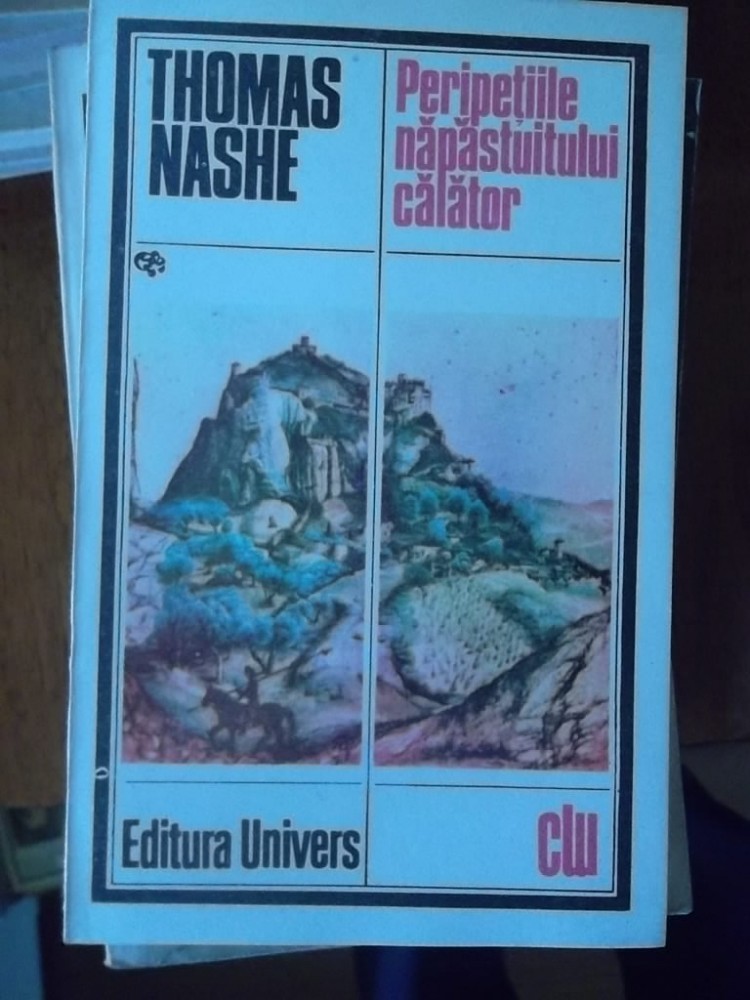 THOMAS
NASHE
Peripețiile
năpăstuitului
călător
Editura Univers
clu